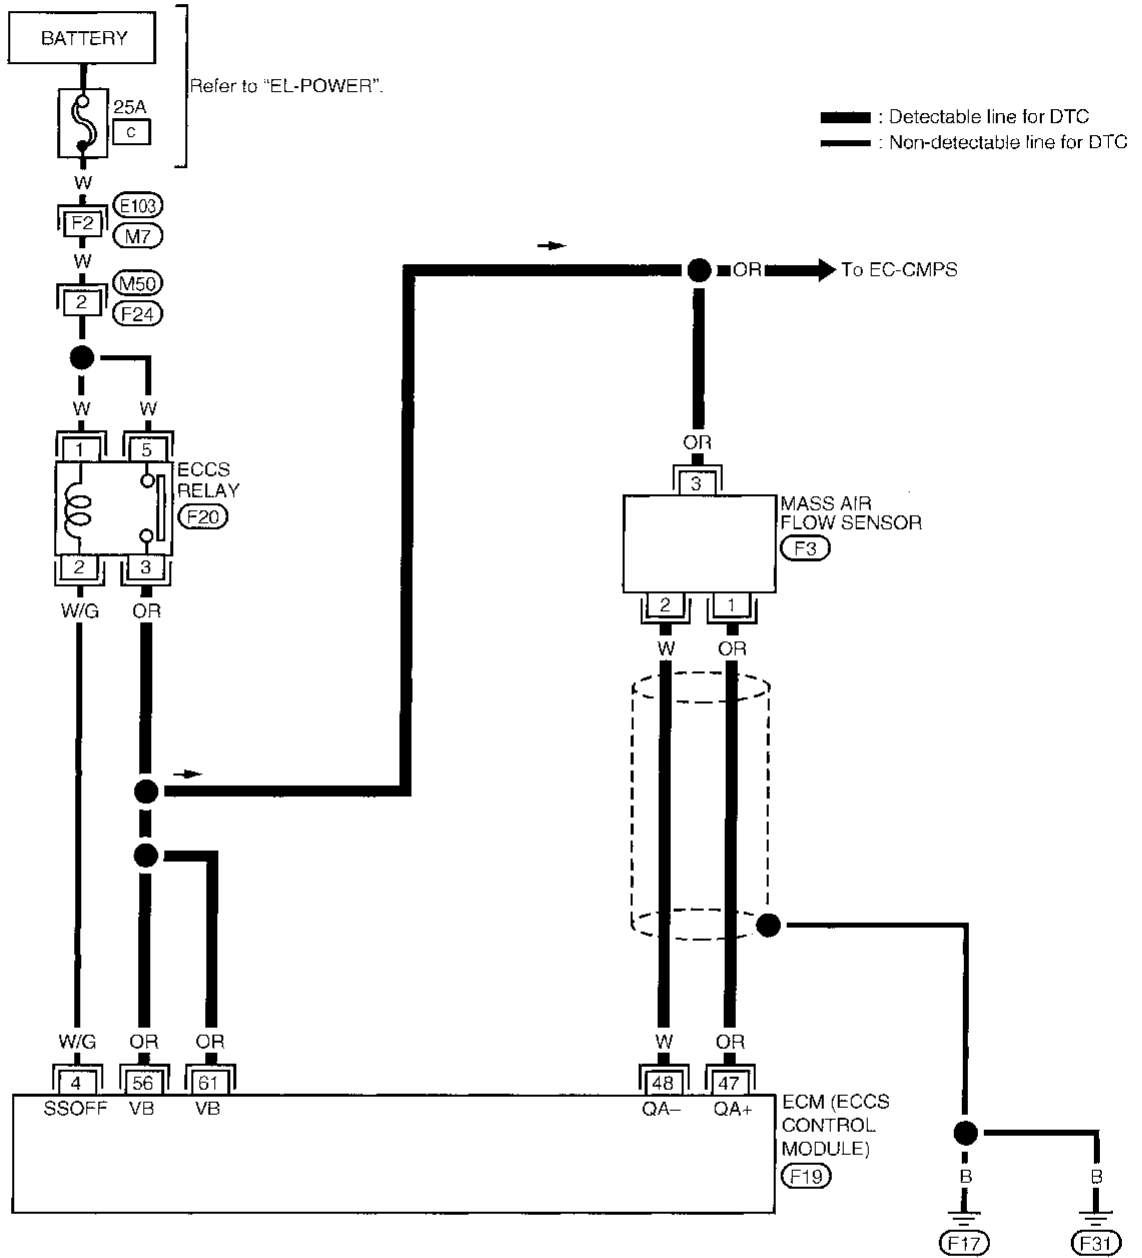 BATTERY
Refer to "EL-POWER".
25A
c
: Detectable line for DTC
: Non-detectable line for DTC
W
E103
F2
M7
W
M50
2
F24
OR
To EC-CMPS
W
W
OR
1
5
ECCS
RELAY
F20
3
MASS AIR
FLOW SENSOR
F3
2
3
2
1
W/G
OR
W
OR
W/G
OR
OR
W
OR
4
56
61
48
47
SSOFF
VB
VB
QA–
QA+
ECM (ECCS
CONTROL
MODULE)
F19
B
B
F17
F31